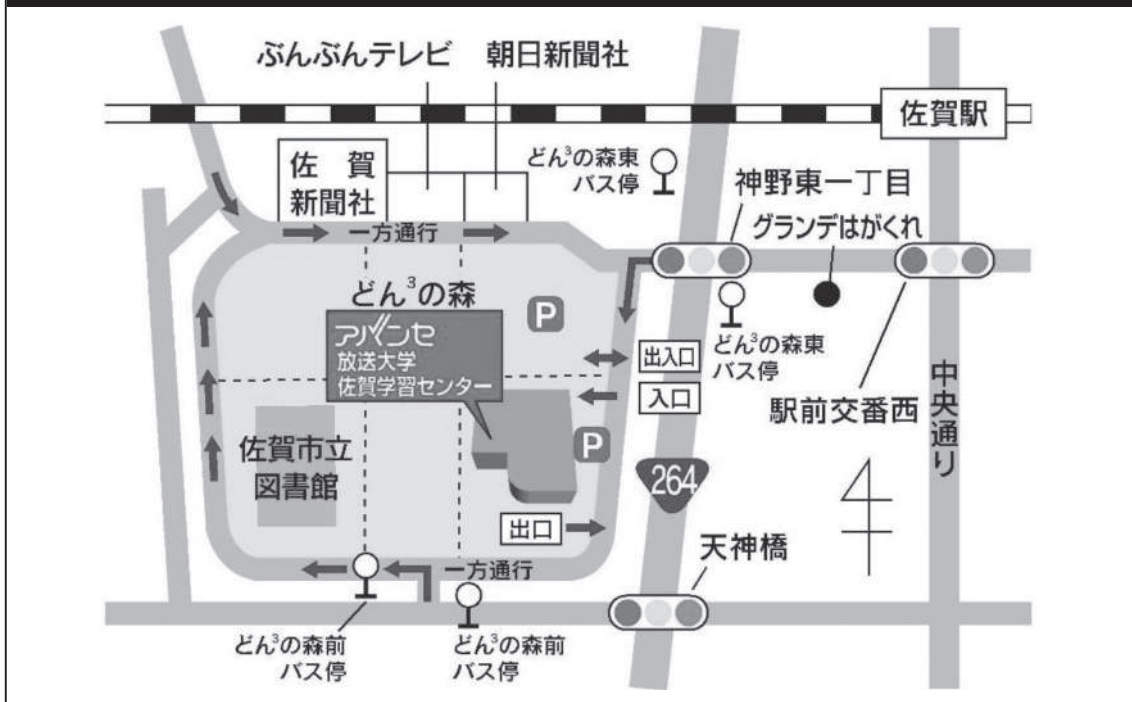 ぶんぶんテレビ
朝日新聞社
佐賀駅
佐 賀
新聞社
どん³の森東
バス停
神野東一丁目
グランデはがくれ
一方通行
どん³の森
P
アバンセ
放送大学
佐賀学習センター
出入口
どん³の森東
バス停
入口
駅前交番西
中央通り
佐賀市立
図書館
P
264
出口
天神橋
一方通行
どん³の森前
バス停
どん³の森前
バス停